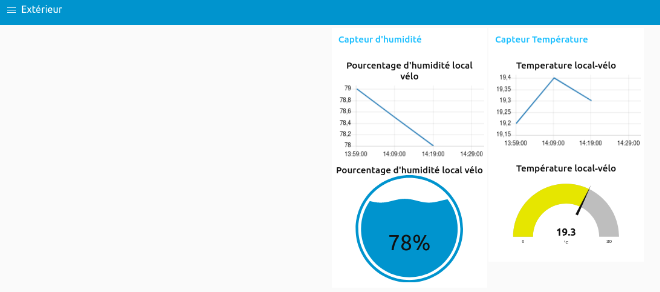 Extérieur
Capteur d'humidité
Pourcentage d'humidité local
vélo
79
78,8
78,6
78,4
78,2
78
13:59:00 14:09:00 14:19:00 14:29:00
Pourcentage d'humidité local vélo
78%
Capteur Température
Temperature local-vélo
19,4
19,35
19,3
19,25
19,2
19,15
13:59:00 14:09:00 14:19:00 14:29:00
Température local-vélo
19.3
°C